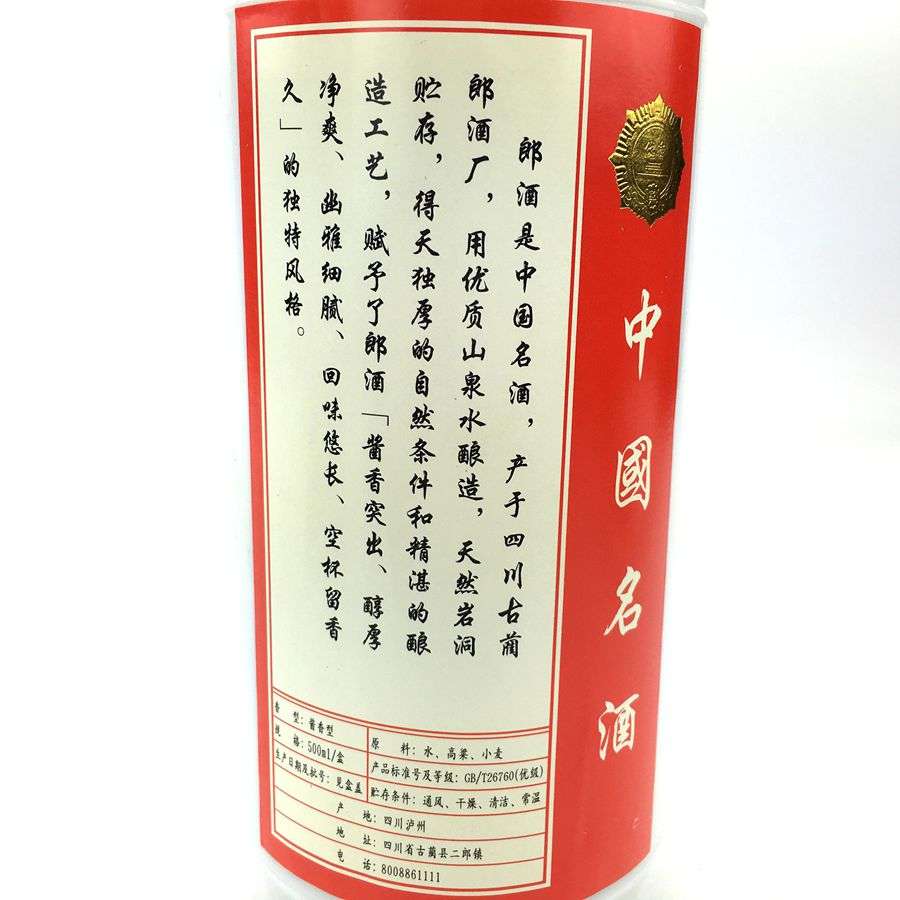 郎酒是中国名酒，产于四川古蔺
郎酒厂，用优质山泉水酿造，天然岩洞
贮存，得天独厚的自然条件和精湛的酿
造工艺，赋予了郎酒「酱香突出、醇厚
净爽、幽雅细腻、回味悠长、空杯留香
久」的独特风格。
中國名酒
香型：酱香型
原料：水、高粱、小麦
规格：500ml/盒
产品标准号及等级：GB/T26760(优级)
生产日期及批号：见盒盖
贮存条件：通风、干燥、清洁、常温
产地：四川泸州
地址：四川省古蔺县二郎镇
电话：8008861111